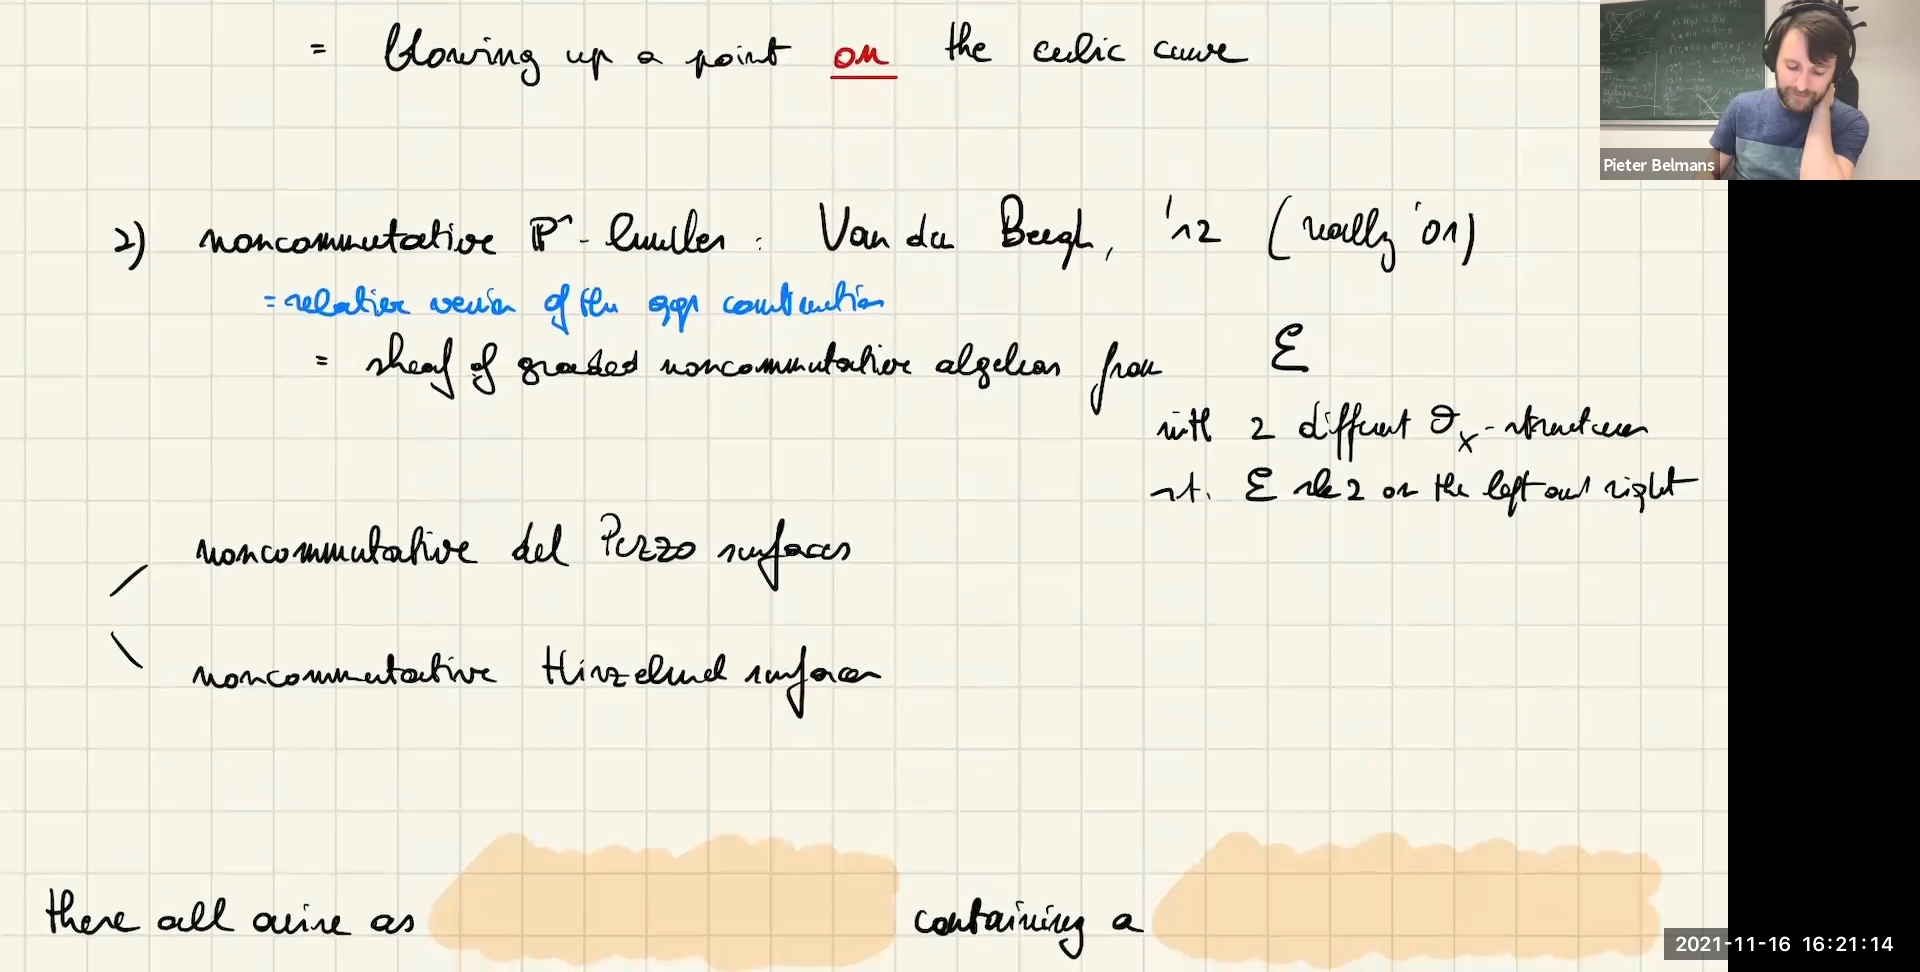 = blowing up a point on the cubic curve
Pieter Belmans
2) noncommutative ℙ¹-bundles : Van den Bergh, '12 (really '01)
= relative version of the qgr construction
= sheaf of graded noncommutative algebras from ℰ
with 2 different 𝒪_X-structures
s.t. ℰ rk 2 on the left and right
noncommutative del Pezzo surfaces
noncommutative Hirzebruch surfaces
these all arise as containing a
2021-11-16 16:21:14